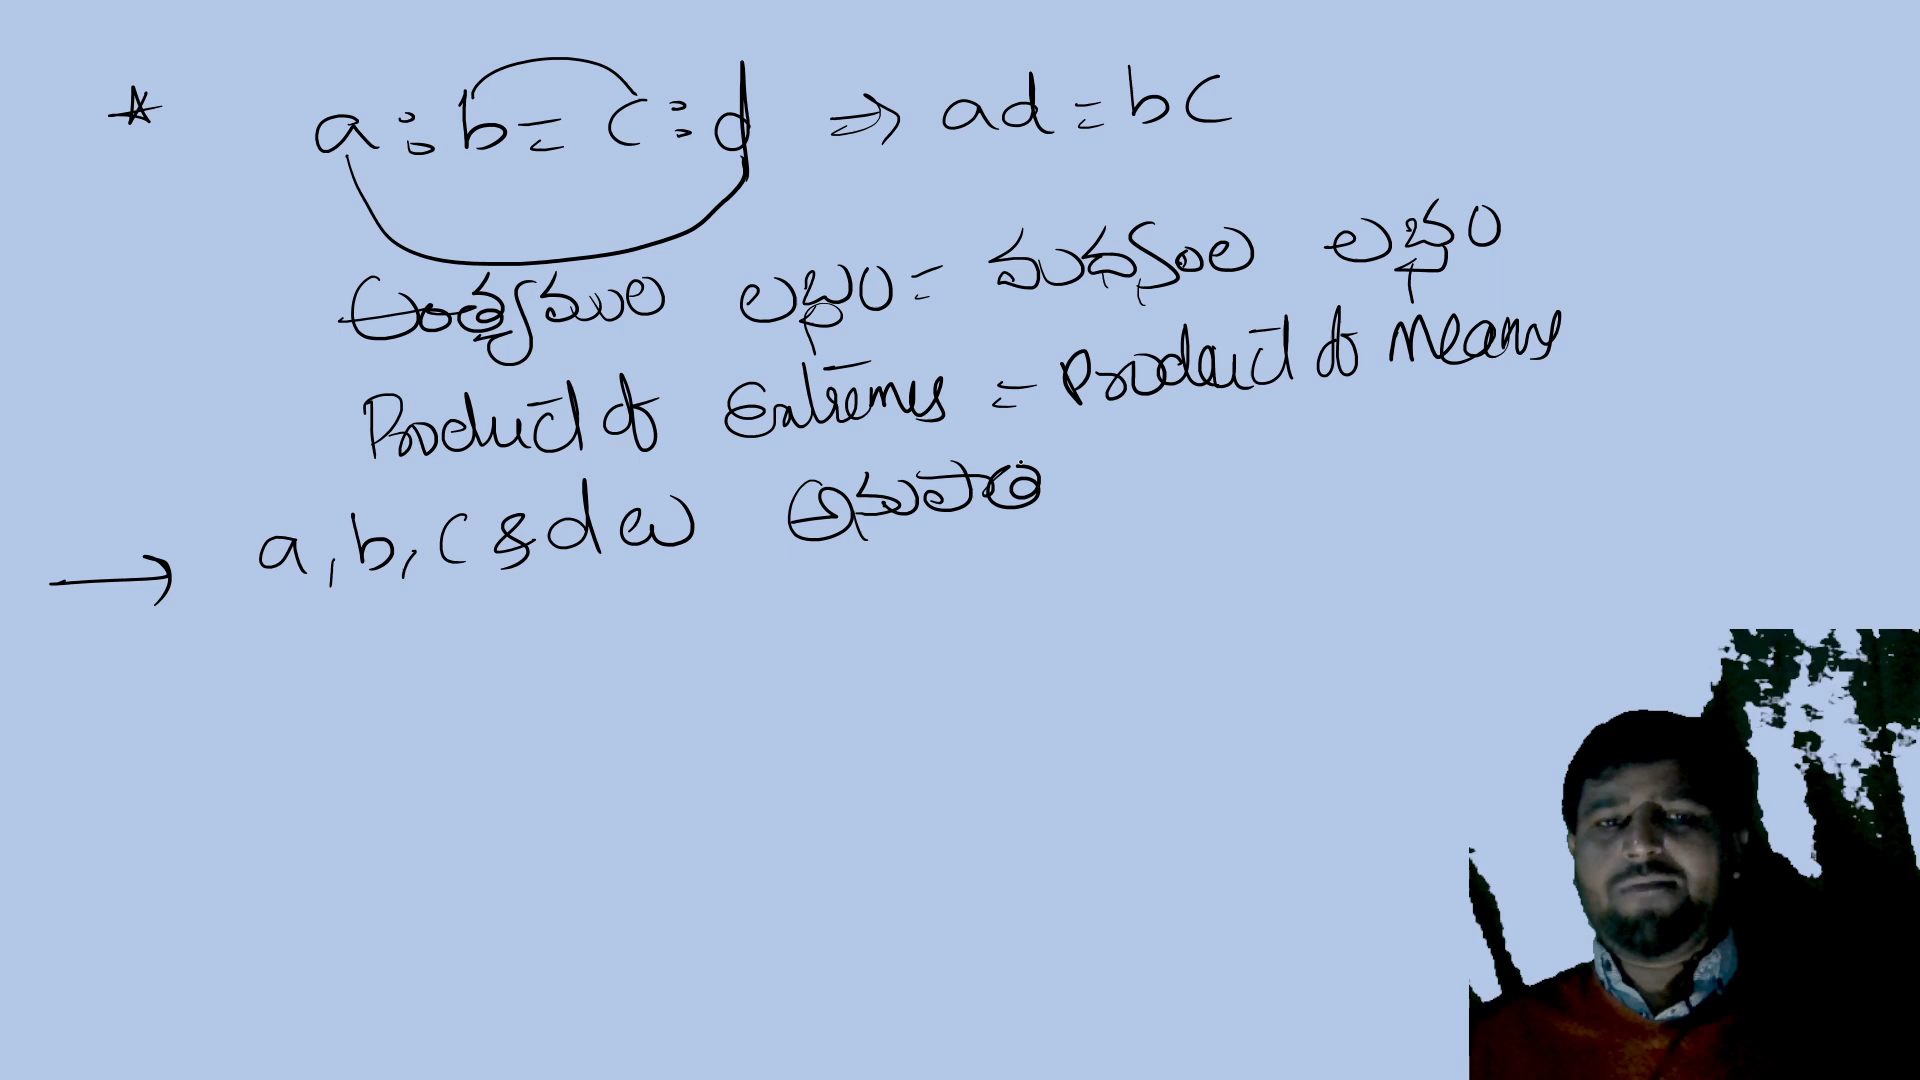 * a : b = c : d ⇒ ad = bc
అంత్యముల లబ్ధం = మధ్యముల లబ్ధం
Product of Extremes = Product of Means
→ a, b, c & d లు అనుపాత